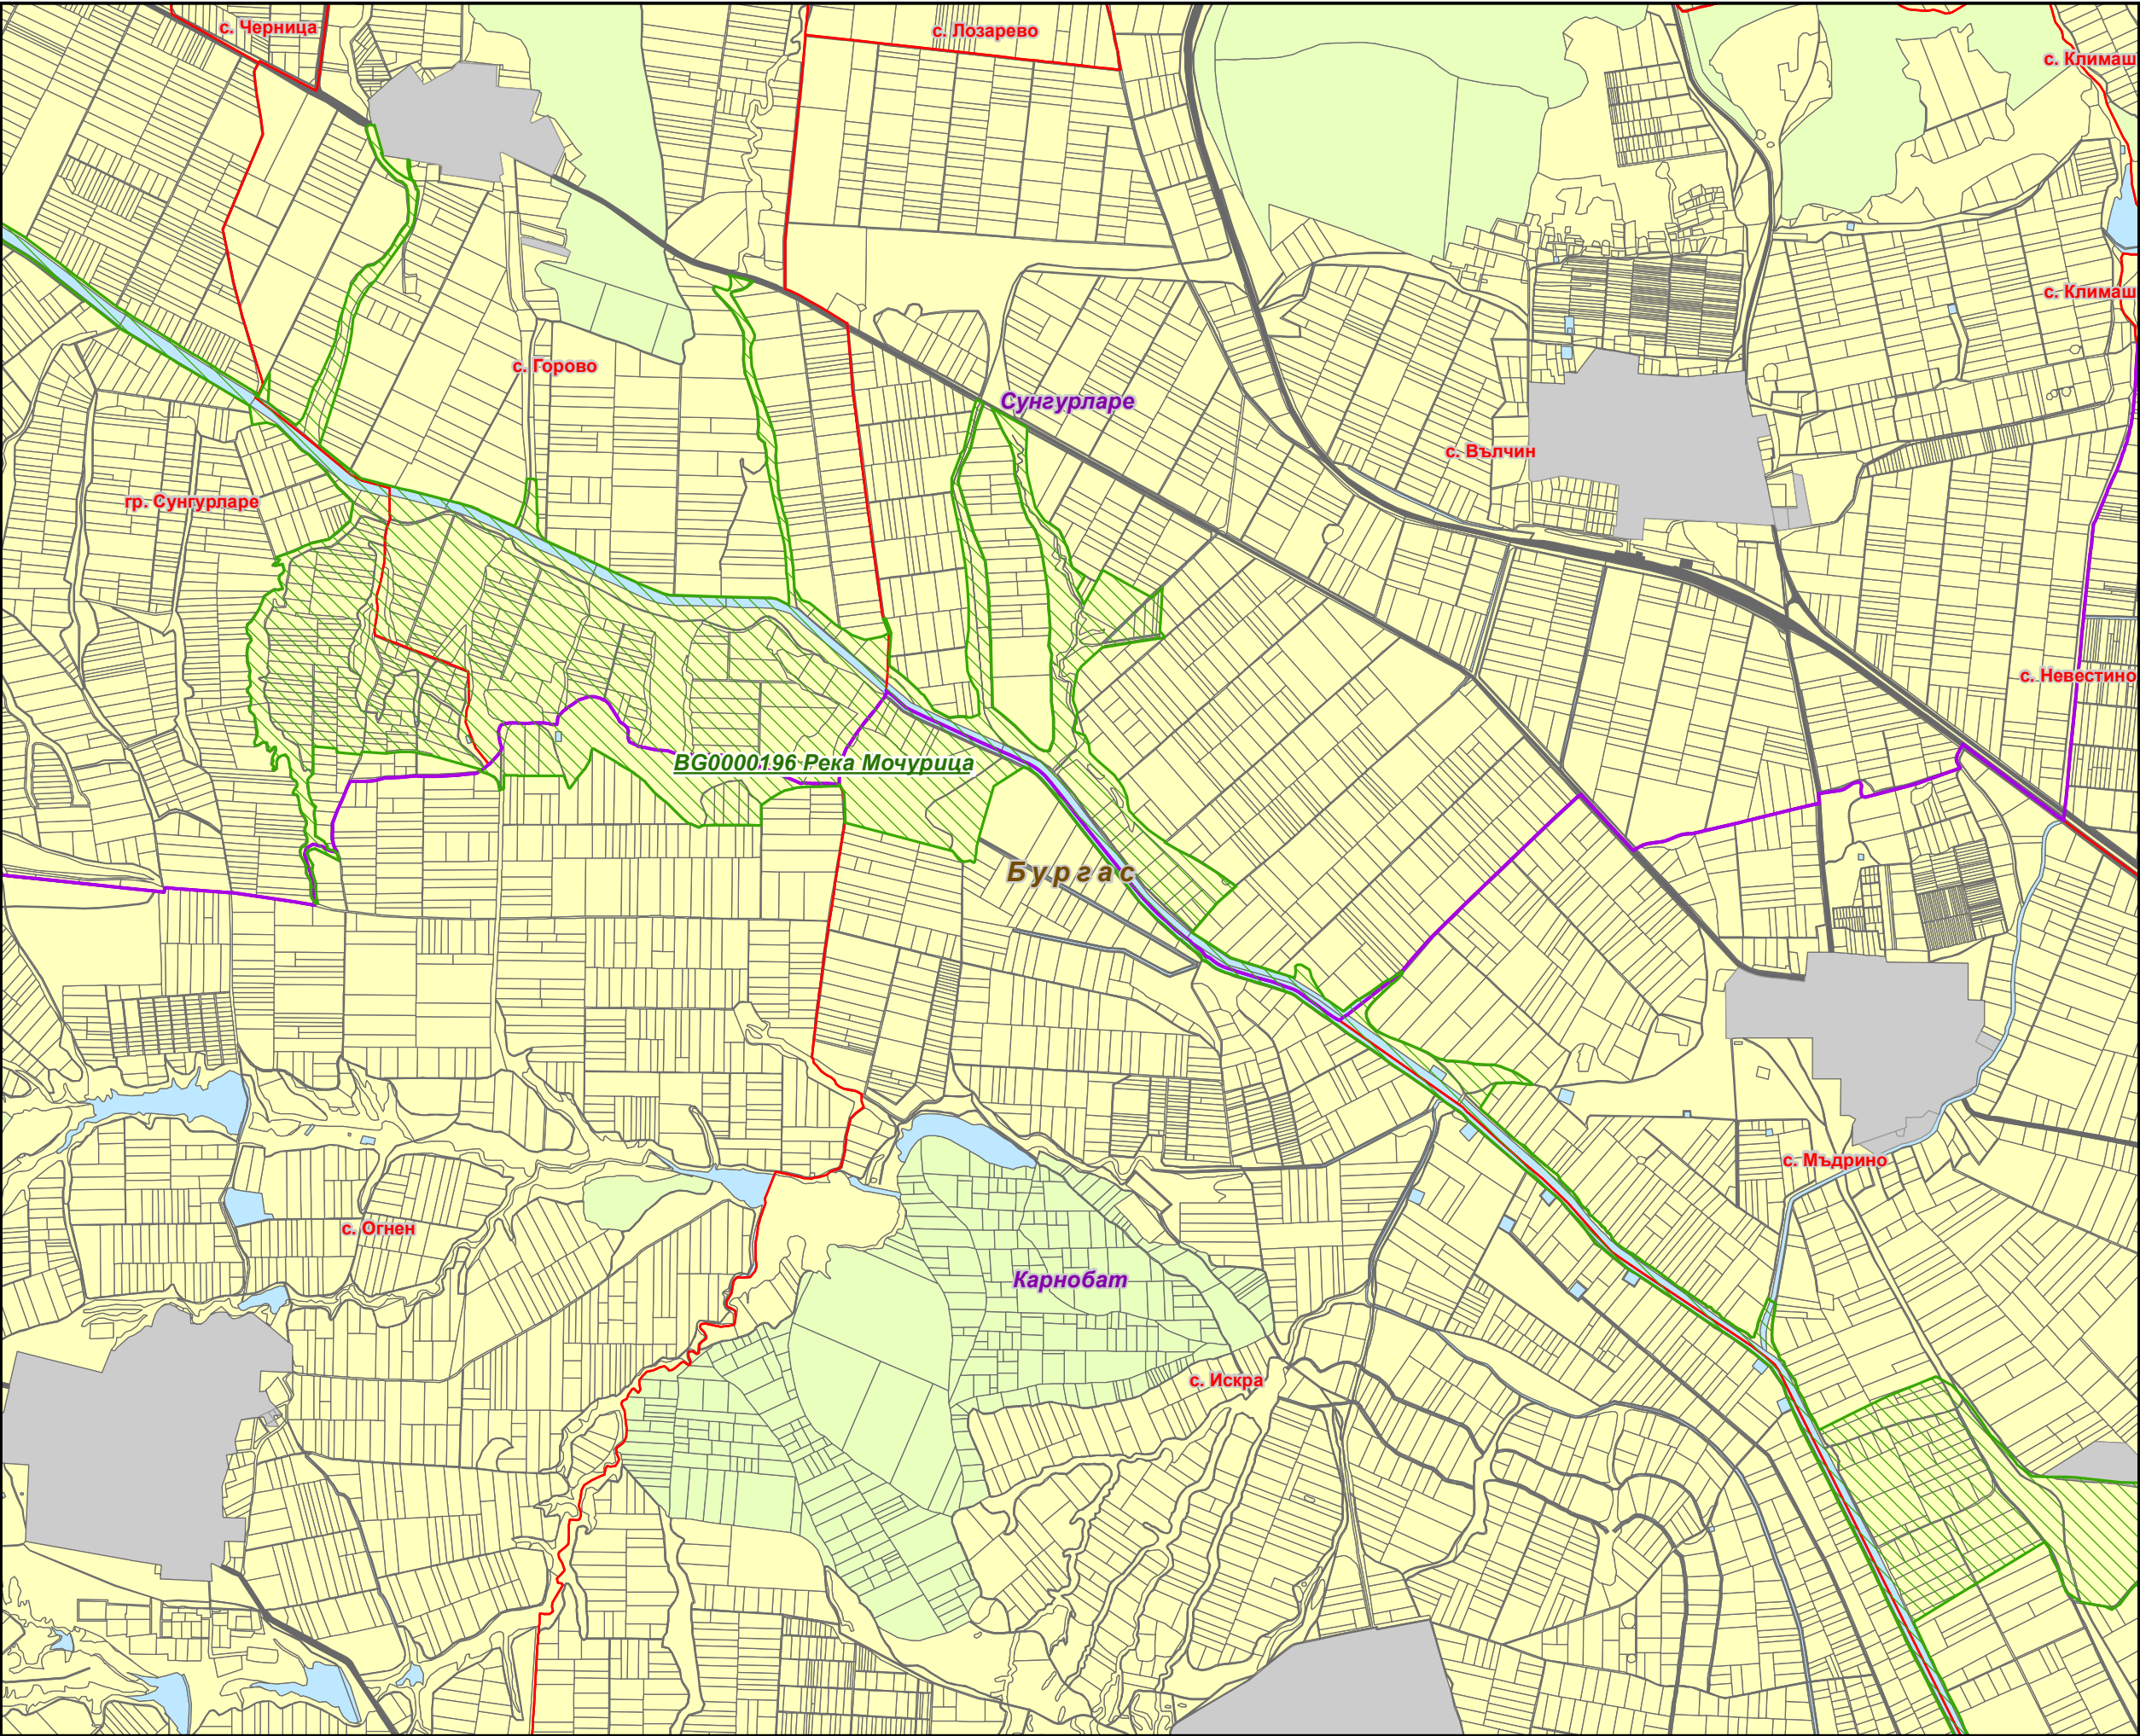 с. Черница
с. Лозарево
с. Климаш
с. Климаш
с. Горово
Сунгурларе
с. Вълчин
гр. Сунгурларе
с. Невестино
BG0000196 Река Мочурица
Бургас
с. Мъдрино
с. Огнен
Карнобат
с. Искра